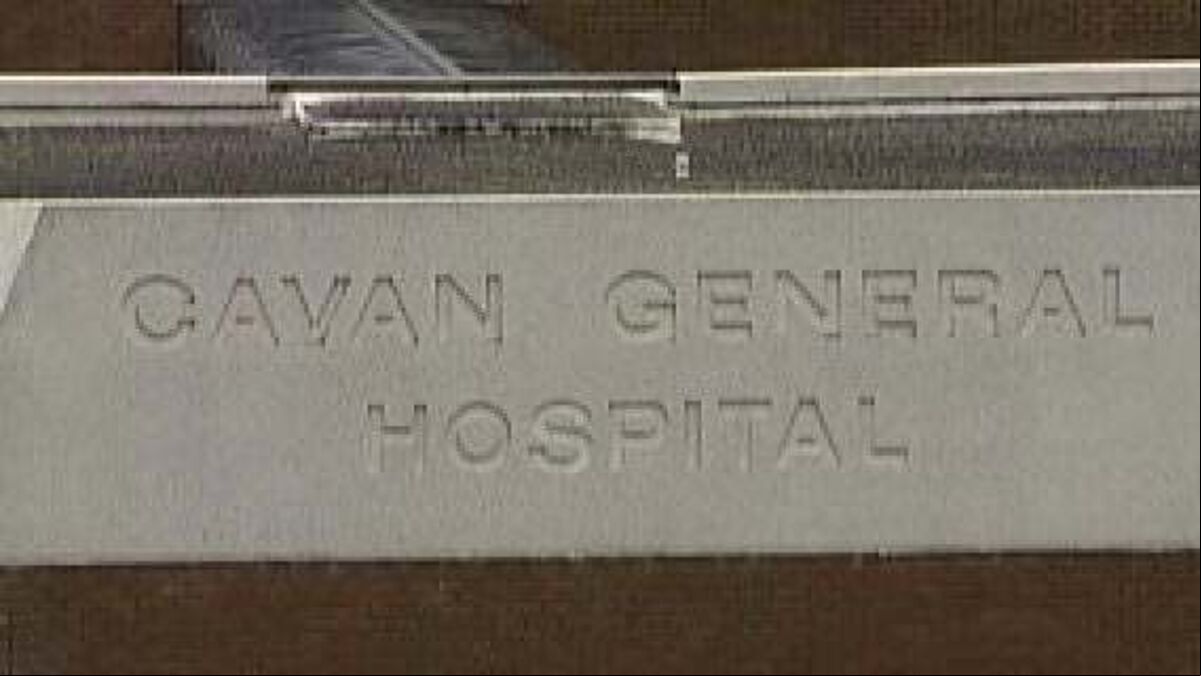 CAVAN GENERAL
HOSPITAL